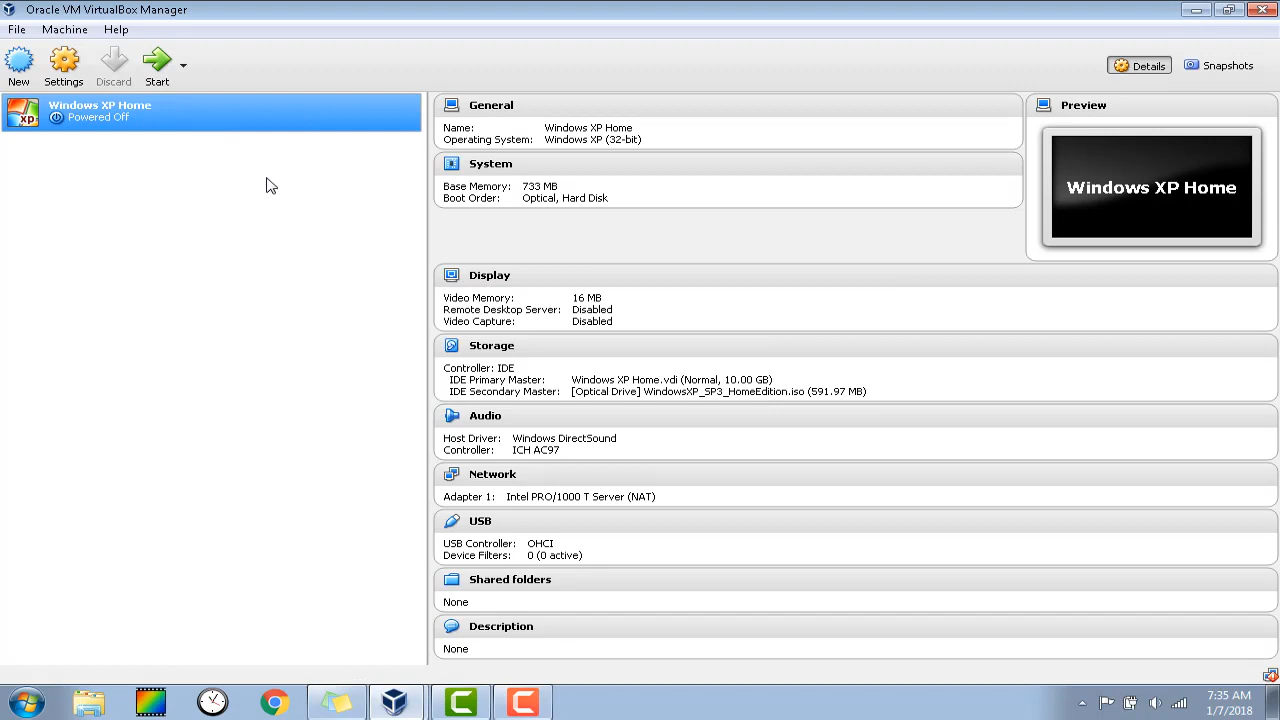 Oracle VM VirtualBox Manager
File Machine Help
New Settings Discard Start
Details Snapshots
Windows XP Home
Powered Off
xp
General
Name: Windows XP Home
Operating System: Windows XP (32-bit)
System
Base Memory: 733 MB
Boot Order: Optical, Hard Disk
Preview
Windows XP Home
Display
Video Memory: 16 MB
Remote Desktop Server: Disabled
Video Capture: Disabled
Storage
Controller: IDE
IDE Primary Master: Windows XP Home.vdi (Normal, 10.00 GB)
IDE Secondary Master: [Optical Drive] WindowsXP_SP3_HomeEdition.iso (591.97 MB)
Audio
Host Driver: Windows DirectSound
Controller: ICH AC97
Network
Adapter 1: Intel PRO/1000 T Server (NAT)
USB
USB Controller: OHCI
Device Filters: 0 (0 active)
Shared folders
None
Description
None
C C
7:35 AM
1/7/2018